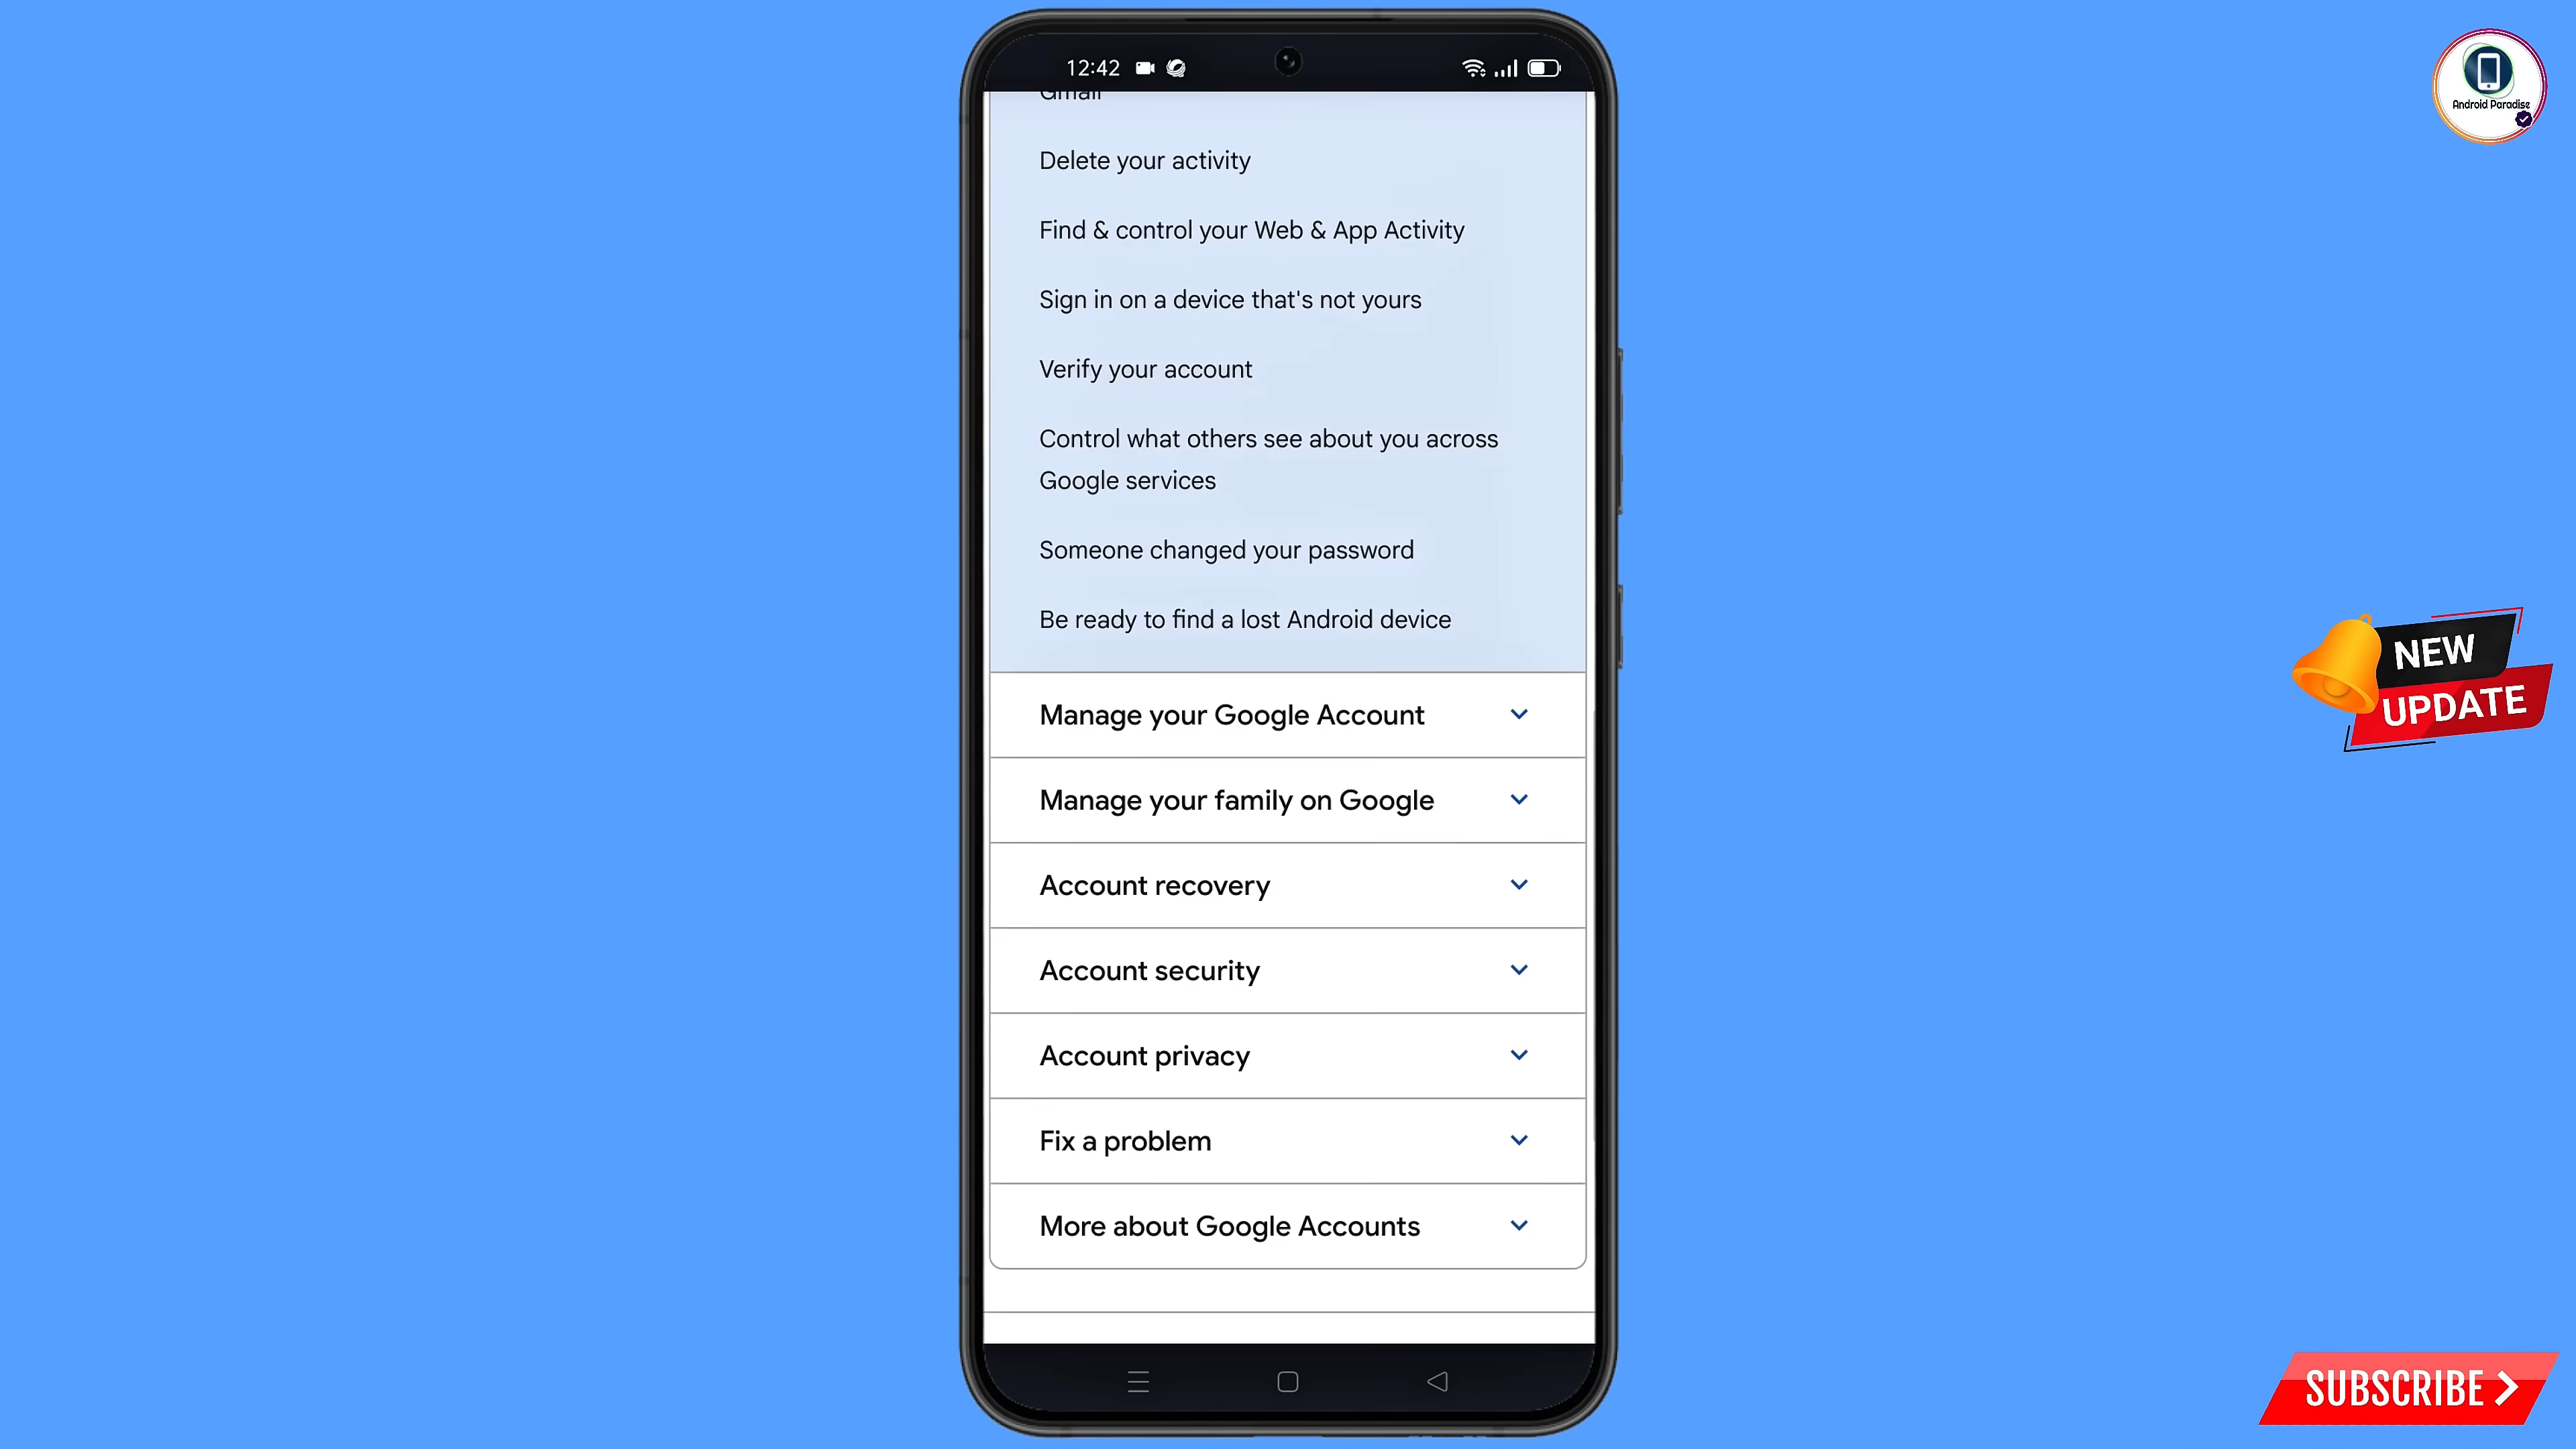 12:42
Gmail
Delete your activity
Find & control your Web & App Activity
Sign in on a device that's not yours
Verify your account
Control what others see about you across
Google services
Someone changed your password
Be ready to find a lost Android device
Manage your Google Account
Manage your family on Google
Account recovery
Account security
Account privacy
Fix a problem
More about Google Accounts
Android Paradise
NEW
UPDATE
SUBSCRIBE